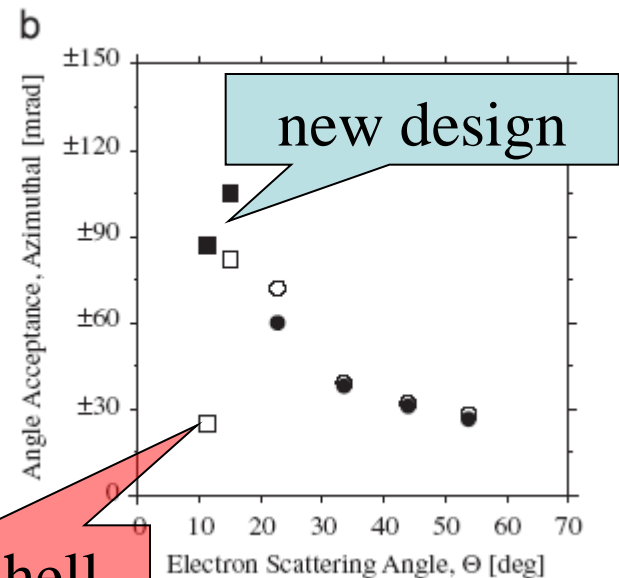 b
Angle Acceptance, Azimuthal [mrad]
±150
±120
±90
±60
±30
0
new design
0 10 20 30 40 50 60 70
Electron Scattering Angle, Θ [deg]